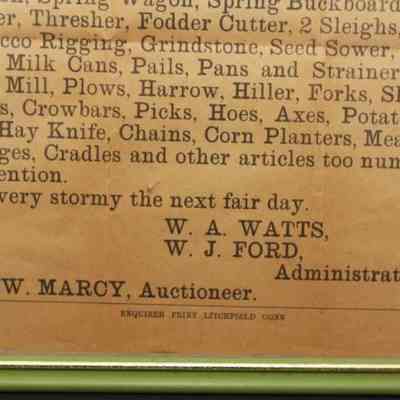 Spring Wagon, Spring Buckboard
er, Thresher, Fodder Cutter, 2 Sleighs,
cco Rigging, Grindstone, Seed Sower,
Milk Cans, Pails, Pans and Strainer
Mill, Plows, Harrow, Hiller, Forks, Sh
s, Crowbars, Picks, Hoes, Axes, Potat
Hay Knife, Chains, Corn Planters, Mea
ges, Cradles and other articles too num
ention.
very stormy the next fair day.
W. A. WATTS,
W. J. FORD,
Administrat
W. MARCY, Auctioneer.
ENQUIRER PRINT LITCHFIELD CONN